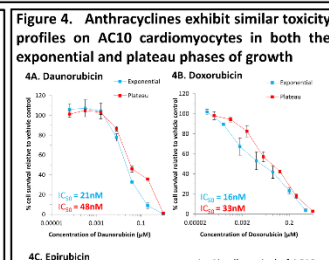 Figure 4. Anthracyclines exhibit similar toxicity
profiles on AC10 cardiomyocytes in both the
exponential and plateau phases of growth
4A. Daunorubicin
4B. Doxorubicin
Exponential
Plateau
Exponential
Plateau
% cell survival relative to vehicle control
120
100
80
60
40
20
0
IC50 = 21nM
IC50 = 48nM
0.00001
0.001
0.1
Concentration of Daunorubicin (µM)
% cell survival relative to vehicle control
120
100
80
60
40
20
0
IC50 = 16nM
IC50 = 33nM
0.00002
0.002
0.1
Concentration of Doxorubicin (µM)
4C. Epirubicin